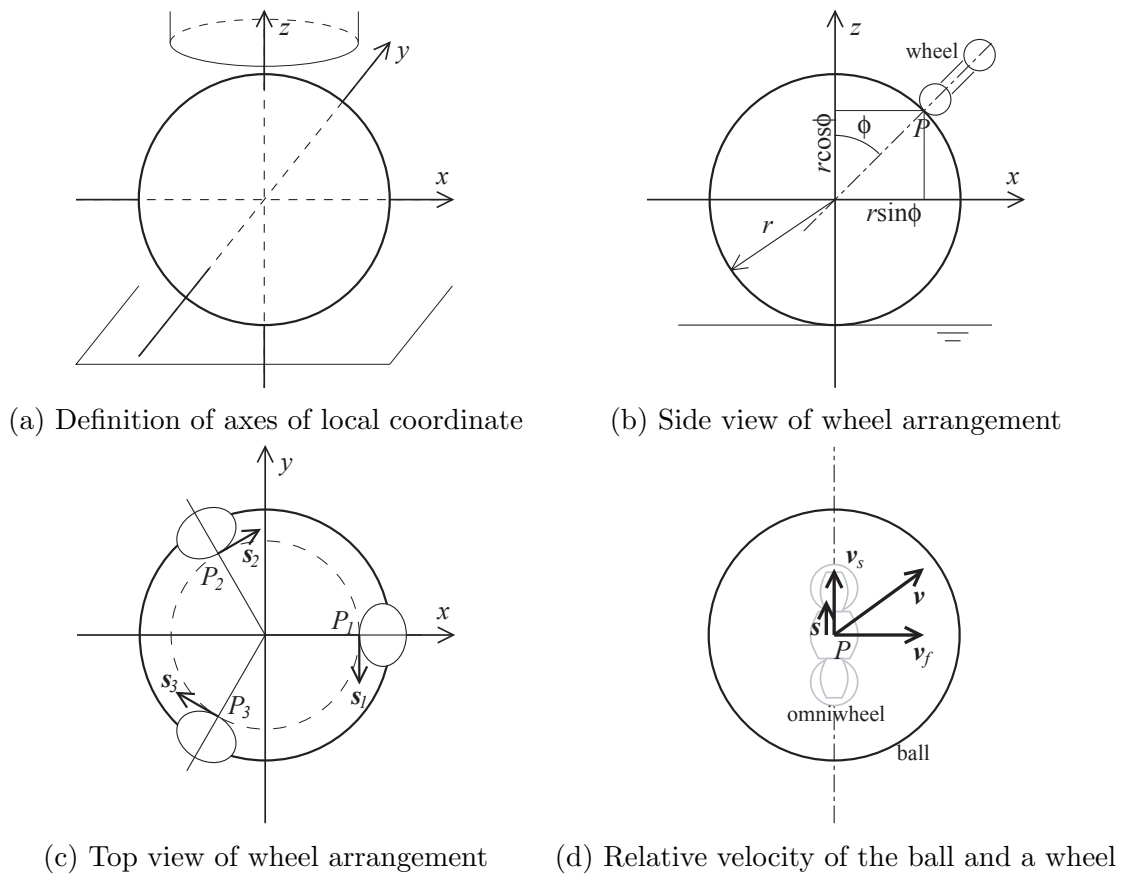 z
y
x
(a) Definition of axes of local coordinate
z
wheel
P
ϕ
rcosϕ
x
rsinϕ
r
(b) Side view of wheel arrangement
y
s₂
P₂
P₁
x
s₁
s₃
P₃
(c) Top view of wheel arrangement
vₛ
v
s
P
v_f
omniwheel
ball
(d) Relative velocity of the ball and a wheel